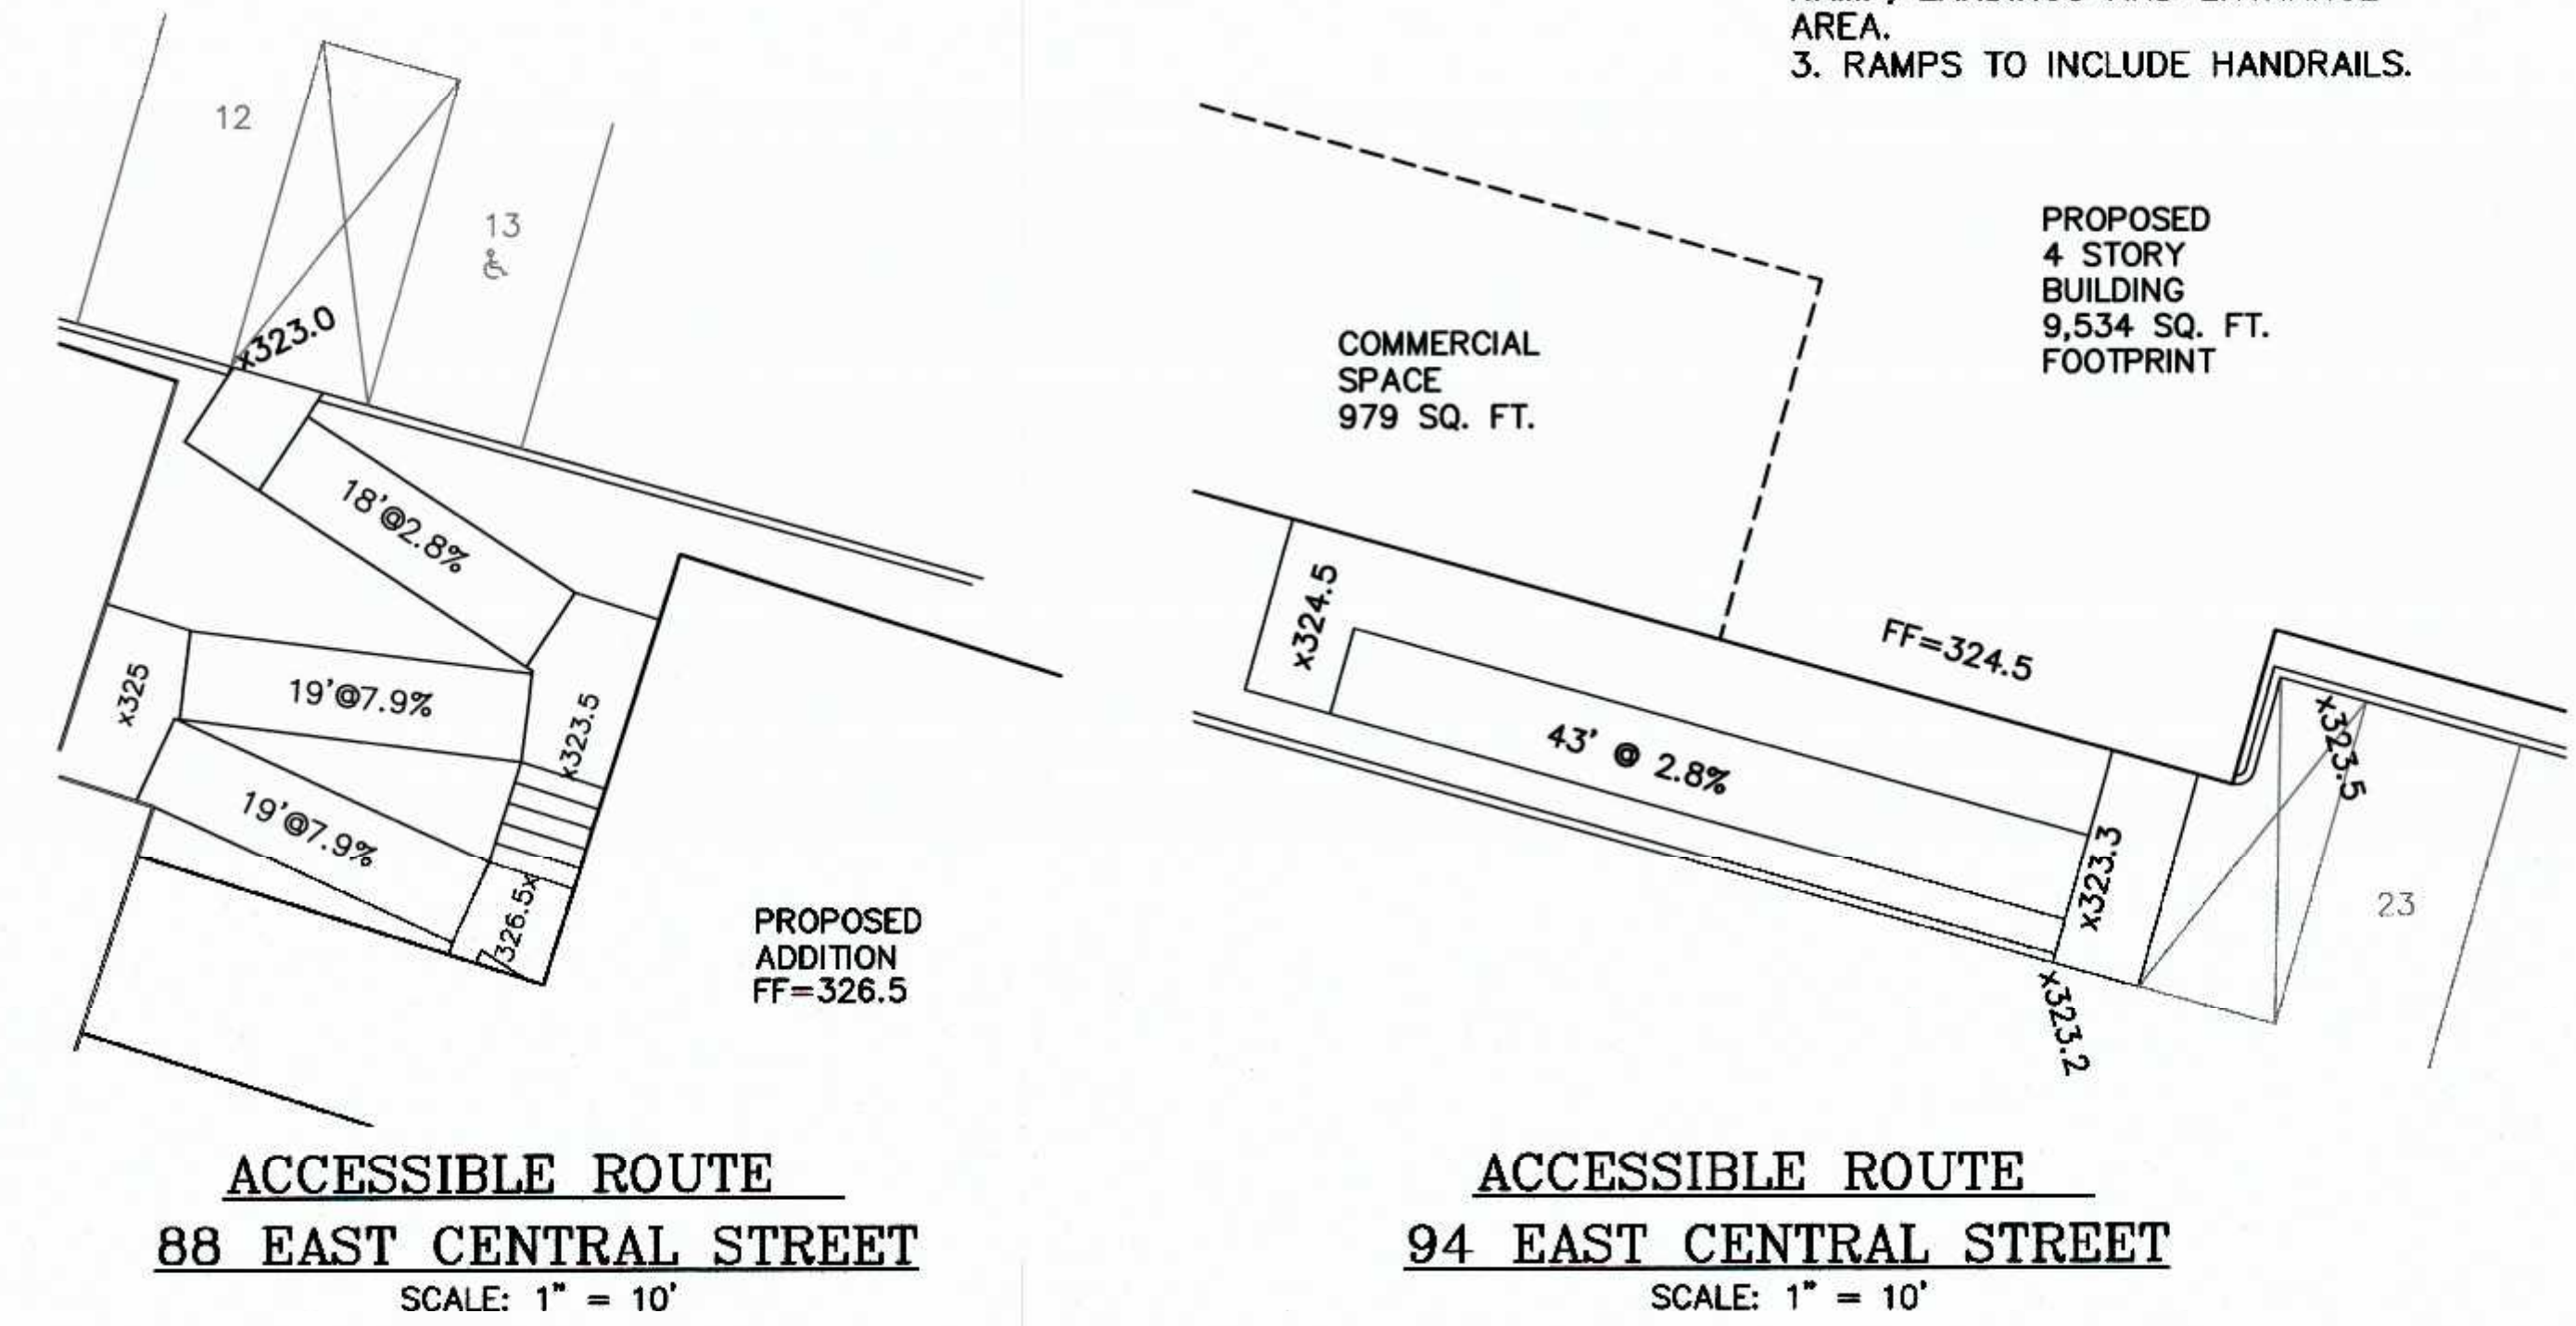 AREA.
3. RAMPS TO INCLUDE HANDRAILS.
12
13
x323.0
18'@2.8%
x325
19'@7.9%
x323.5
19'@7.9%
326.5x
PROPOSED
ADDITION
FF=326.5
ACCESSIBLE ROUTE
88 EAST CENTRAL STREET
SCALE: 1" = 10'
PROPOSED
4 STORY
BUILDING
9,534 SQ. FT.
FOOTPRINT
COMMERCIAL
SPACE
979 SQ. FT.
x324.5
FF=324.5
43' @ 2.8%
x323.5
x323.3
23
x323.2
ACCESSIBLE ROUTE
94 EAST CENTRAL STREET
SCALE: 1" = 10'